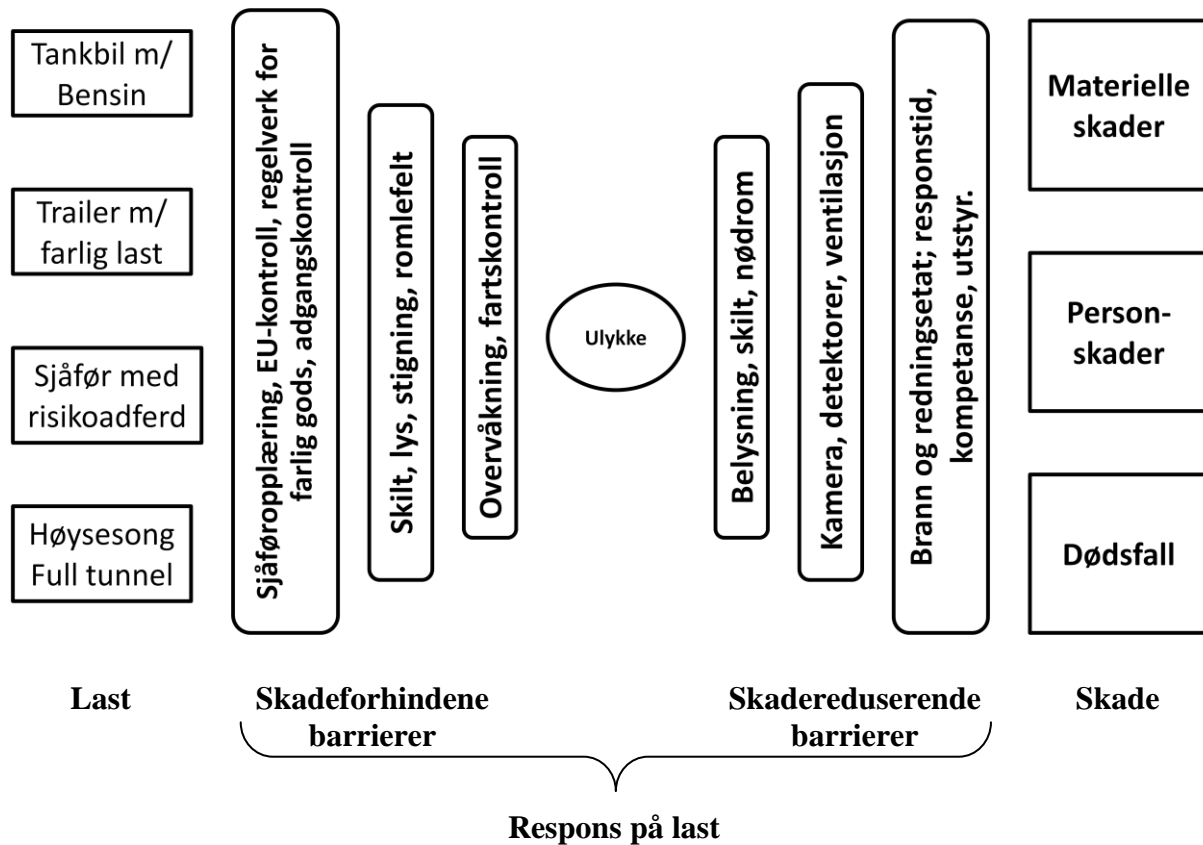 Tankbil m/
Bensin
Trailer m/
farlig last
Sjåfør med
risikoadferd
Høysesong
Full tunnel
Sjåføropplæring, EU-kontroll, regelverk for
farlig gods, adgangskontroll
Skilt, lys, stigning, romlefelt
Overvåkning, fartskontroll
Ulykke
Belysning, skilt, nødrom
Kamera, detektorer, ventilasjon
Brann og redningsetat; responstid,
kompetanse, utstyr.
Materielle
skader
Person-
skader
Dødsfall
Last
Skadeforhindene
barrierer
Skadereduserende
barrierer
Skade
Respons på last